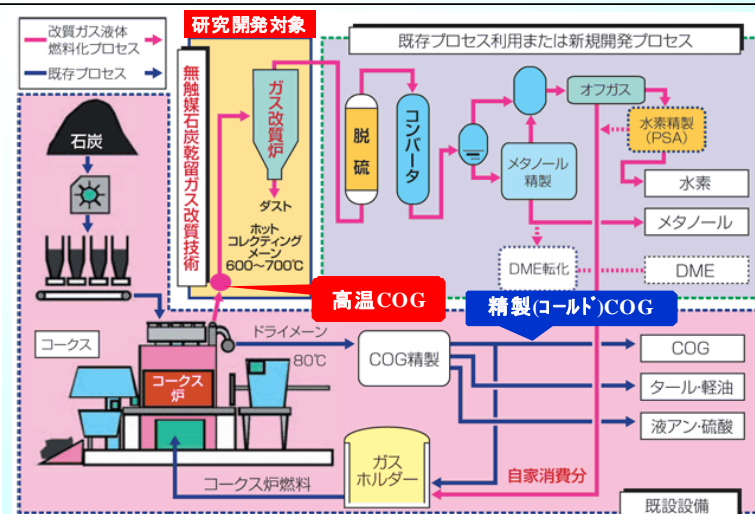 改質ガス液体
燃料化プロセス
既存プロセス
研究開発対象
既存プロセス利用または新規開発プロセス
無触媒石炭乾留ガス改質技術
ガス改質炉
ダスト
ホット
コレクティング
メーン
600〜700℃
脱硫
コンバータ
メタノール
精製
オフガス
水素精製
(PSA)
水素
メタノール
DME転化
DME
石炭
高温COG
精製(コールド)COG
コークス
ドライメーン
80℃
COG精製
COG
タール・軽油
液アン・硫酸
コークス
炉
ガス
ホルダー
コークス炉燃料
自家消費分
既設設備